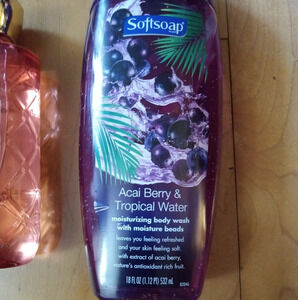 Softsoap
Acai Berry &
Tropical Water
moisturizing body wash
with moisture beads
leaves you feeling refreshed
and your skin feeling soft.
with extract of acai berry,
nature's antioxidant rich fruit.
18 FL OZ (1.12 PT) 532 mL